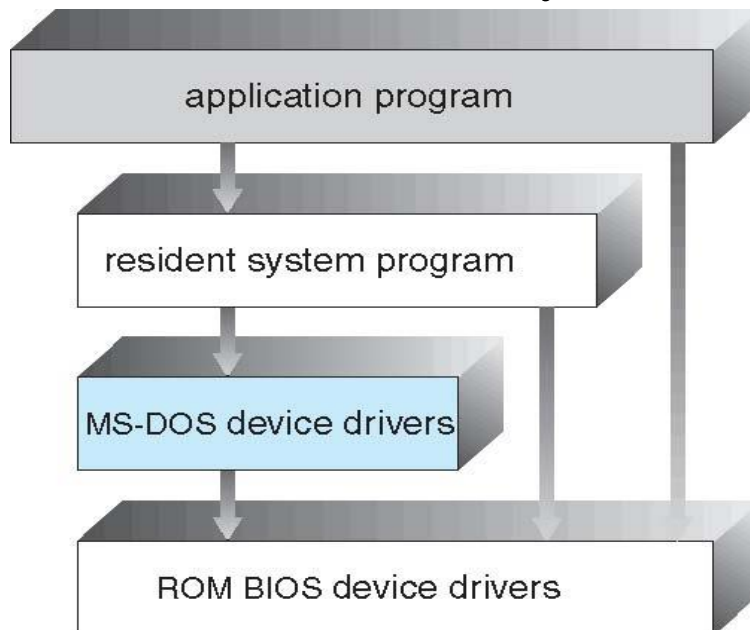 application program
resident system program
MS-DOS device drivers
ROM BIOS device drivers